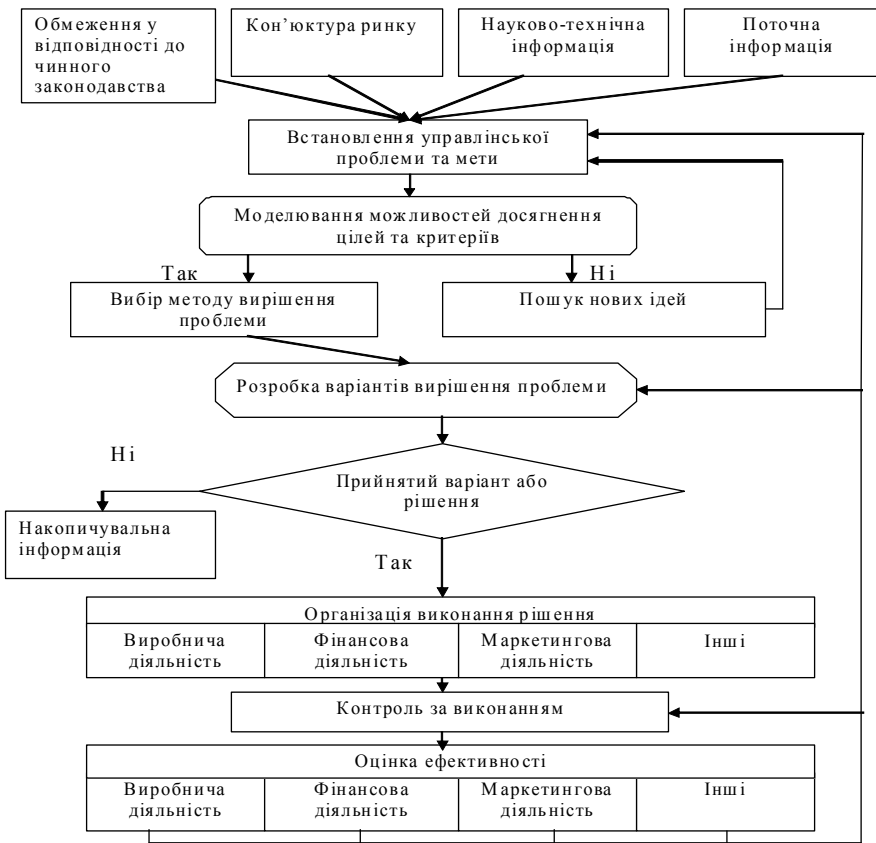 Обмеження у
відповідності до
чинного
законодавства
Кон’юктура ринку
Науково-технічна
інформація
Поточна
інформація
Встановлення управлінської
проблеми та мети
Моделювання можливостей досягнення
цілей та критеріїв
Так
Ні
Вибір методу вирішення
проблеми
Пошук нових ідей
Розробка варіантів вирішення проблеми
Ні
Прийнятий варіант або
рішення
Накопичувальна
інформація
Так
Організація виконання рішення
Виробнича
діяльність
Фінансова
діяльність
Маркетингова
діяльність
Інші
Контроль за виконанням
Оцінка ефективності
Виробнича
діяльність
Фінансова
діяльність
Маркетингова
діяльність
Інші